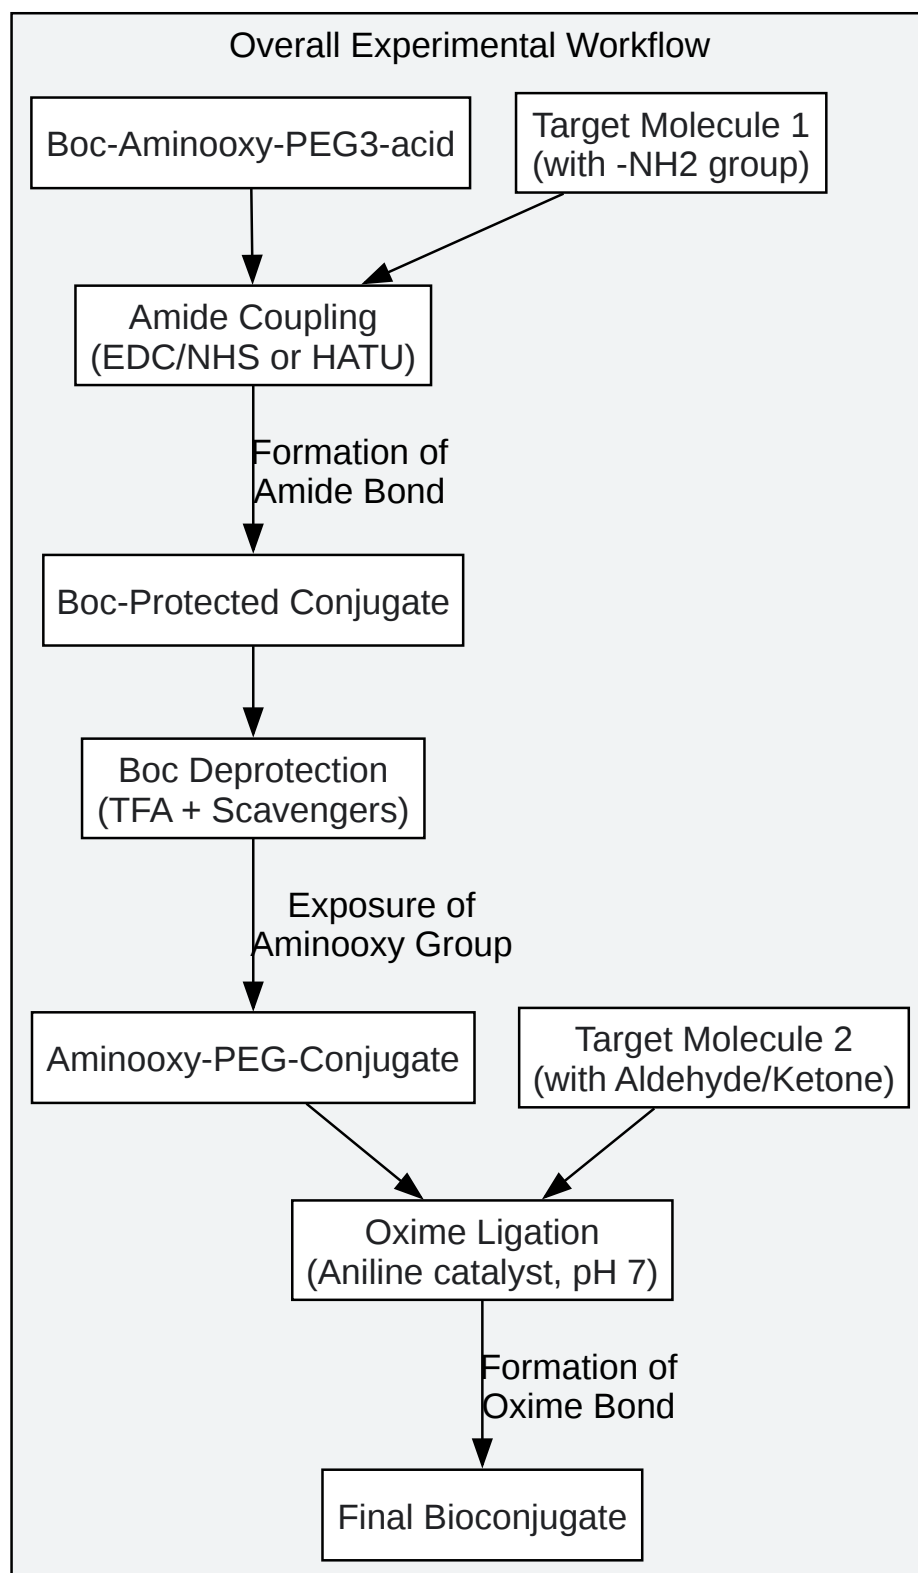 Overall Experimental Workflow
Boc-Aminooxy-PEG3-acid
Target Molecule 1
(with -NH2 group)
Amide Coupling
(EDC/NHS or HATU)
Formation of
Amide Bond
Boc-Protected Conjugate
Boc Deprotection
(TFA + Scavengers)
Exposure of
Aminooxy Group
Aminooxy-PEG-Conjugate
Target Molecule 2
(with Aldehyde/Ketone)
Oxime Ligation
(Aniline catalyst, pH 7)
Formation of
Oxime Bond
Final Bioconjugate